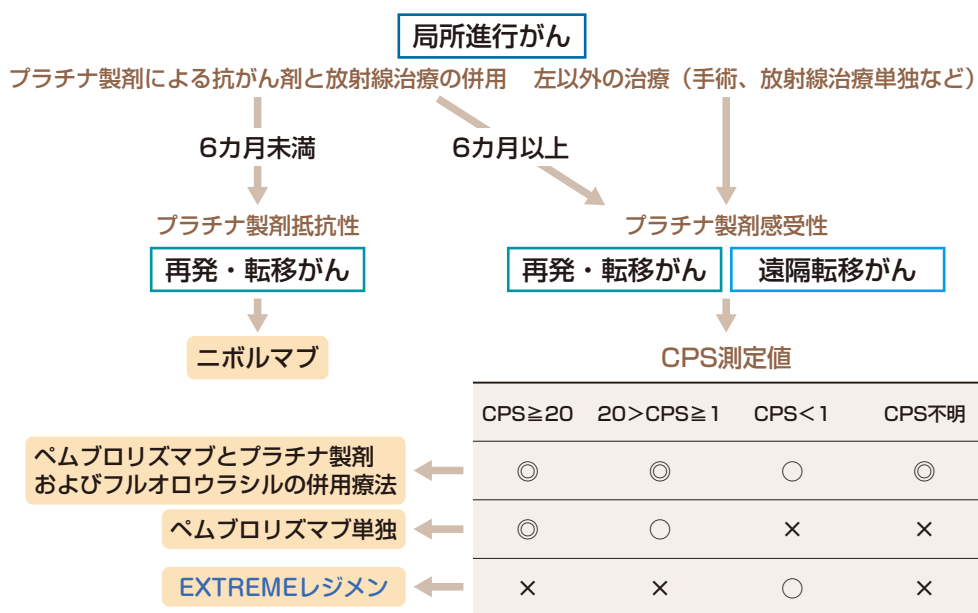 局所進行がん
プラチナ製剤による抗がん剤と放射線治療の併用
左以外の治療（手術、放射線治療単独など）
6カ月未満
6カ月以上
プラチナ製剤抵抗性
プラチナ製剤感受性
再発・転移がん
再発・転移がん
遠隔転移がん
ニボルマブ
CPS測定値
CPS≧20 20>CPS≧1 CPS<1 CPS不明
ペムブロリズマブとプラチナ製剤
およびフルオロウラシルの併用療法
◎ ◎ ○ ◎
ペムブロリズマブ単独
◎ ○ × ×
EXTREMEレジメン
× × ○ ×